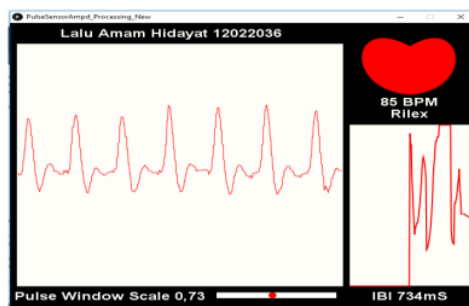 PulseSensorAmpd_Processing_New
Lalu Amam Hidayat 12022036
85 BPM
Rilex
Pulse Window Scale 0,73
IBI 734mS